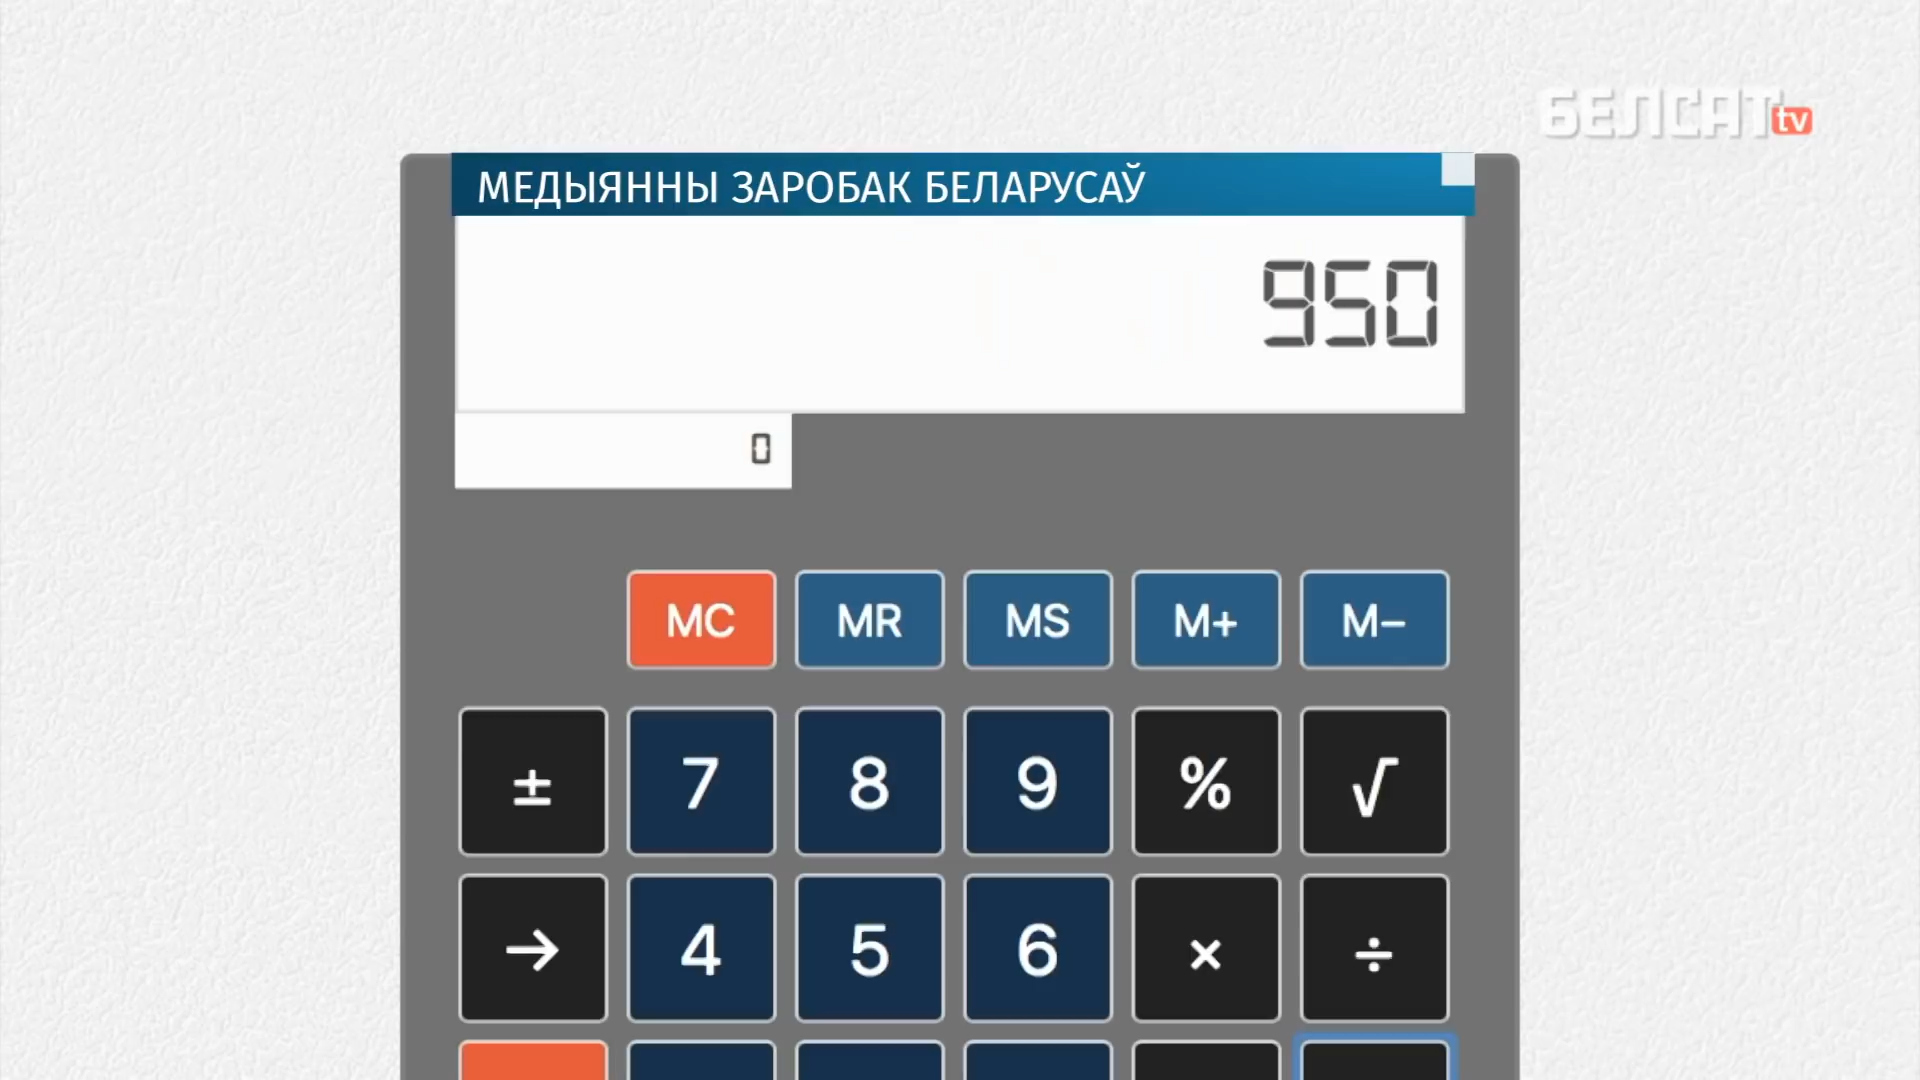 БЕЛСАТ tv
МЕДЫЯННЫ ЗАРОБАК БЕЛАРУСАЎ
950
0
MC MR MS M+ M−
± 7 8 9 % √
→ 4 5 6 × ÷